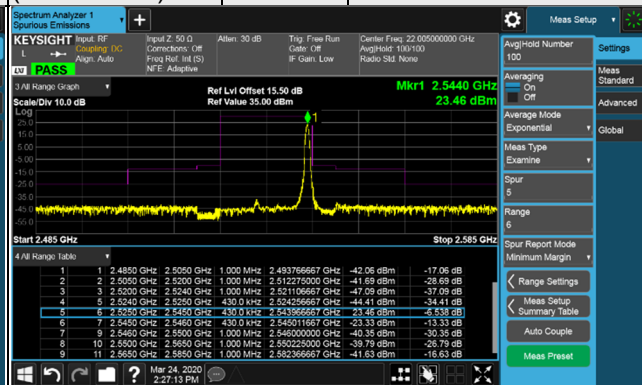 Spectrum Analyzer 1
Spurious Emissions
Meas Setup
KEYSIGHT
Input: RF
Coupling: DC
Align: Auto
Input Z: 50 Ω
Corrections: Off
Freq Ref: Int (S)
NFE: Adaptive
Atten: 30 dB
Trig: Free Run
Gate: Off
IF Gain: Low
Center Freq: 22.005000000 GHz
Avg|Hold: 100/100
Radio Std: None
L
LV PASS
3 All Range Graph
Scale/Div 10.0 dB
Ref Lvl Offset 15.50 dB
Ref Value 35.00 dBm
Mkr1 2.5440 GHz
23.46 dBm
Log
25.0
15.0
5.00
-5.00
-15.0
-25.0
-35.0
-45.0
-55.0
1
Start 2.485 GHz
Stop 2.585 GHz
4 All Range Table
1 1 2.4850 GHz 2.5050 GHz 1.000 MHz 2.493766667 GHz -42.06 dBm -17.06 dB
2 2 2.5050 GHz 2.5200 GHz 1.000 MHz 2.512275000 GHz -41.69 dBm -28.69 dB
3 3 2.5200 GHz 2.5240 GHz 1.000 MHz 2.521106667 GHz -47.09 dBm -37.09 dB
4 5 2.5240 GHz 2.5250 GHz 430.0 kHz 2.524256667 GHz -44.41 dBm -34.41 dB
5 6 2.5250 GHz 2.5450 GHz 430.0 kHz 2.543966667 GHz 23.46 dBm -6.538 dB
6 7 2.5450 GHz 2.5460 GHz 430.0 kHz 2.545011667 GHz -23.33 dBm -13.33 dB
7 9 2.5460 GHz 2.5500 GHz 1.000 MHz 2.546000000 GHz -40.35 dBm -30.35 dB
8 10 2.5500 GHz 2.5650 GHz 1.000 MHz 2.550225000 GHz -39.79 dBm -26.79 dB
9 11 2.5650 GHz 2.5850 GHz 1.000 MHz 2.582366667 GHz -41.63 dBm -16.63 dB
Mar 24, 2020
2:27:13 PM
Avg|Hold Number
100
Averaging
On
Off
Average Mode
Exponential
Meas Type
Examine
Spur
5
Range
6
Spur Report Mode
Minimum Margin
Range Settings
Meas Setup
Summary Table
Auto Couple
Meas Preset
Settings
Meas
Standard
Advanced
Global